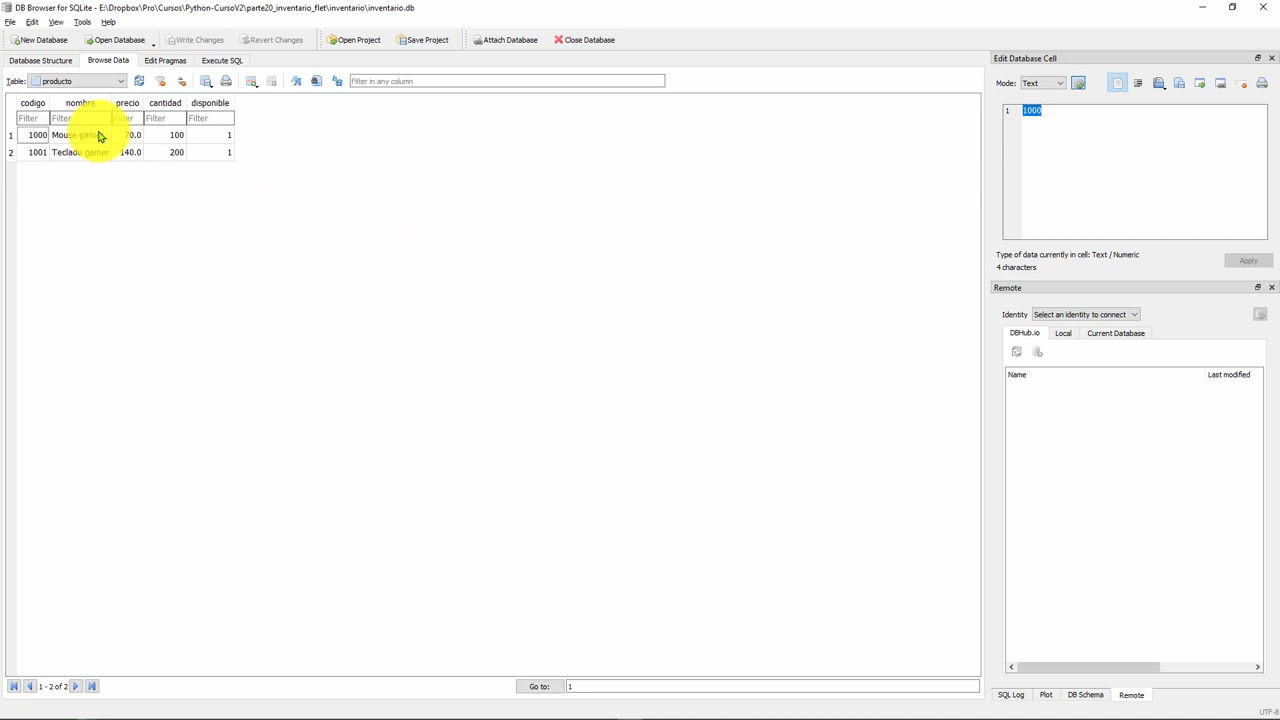 DB Browser for SQLite - E:\Dropbox\Pro\Cursos\Python-CursoV2\parte20_inventario_flet\inventario\inventario.db
File Edit View Tools Help
New Database Open Database Write Changes Revert Changes Open Project Save Project Attach Database Close Database
Database Structure Browse Data Edit Pragmas Execute SQL
Table: producto Filter in any column
codigo nombre precio cantidad disponible
Filter Filter Filter Filter Filter
1 1000 Mouse gamer 70.0 100 1
2 1001 Teclado gamer 140.0 200 1
1 - 2 of 2 Go to: 1
Edit Database Cell
Mode: Text
1 1000
Type of data currently in cell: Text / Numeric
4 characters
Apply
Remote
Identity Select an identity to connect
DBHub.io Local Current Database
Name Last modified
SQL Log Plot DB Schema Remote
UTF-8